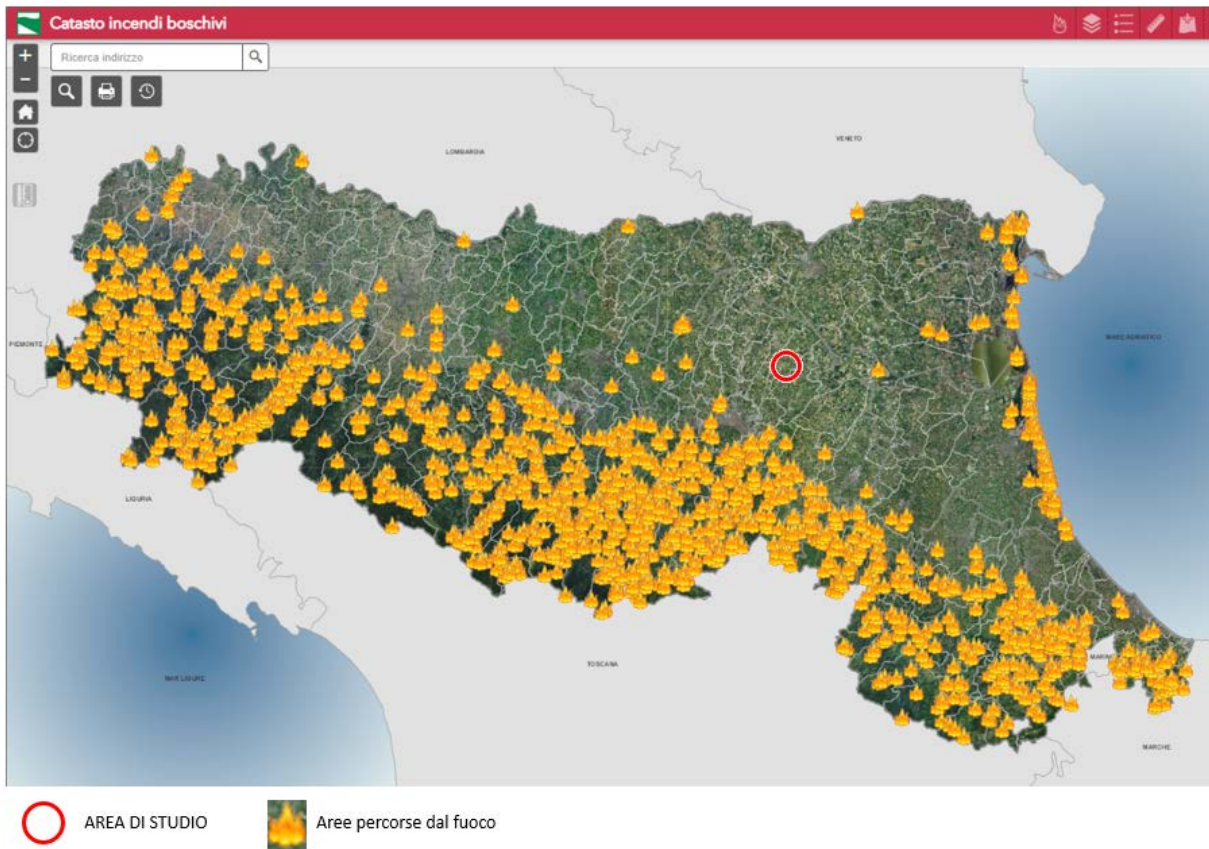 Catasto incendi boschivi
Ricerca indirizzo
LOMBARDIA
VENETO
PIEMONTE
MARE ADRIATICO
LIGURIA
TOSCANA
MAR LIGURE
MARCHE
AREA DI STUDIO
Aree percorse dal fuoco